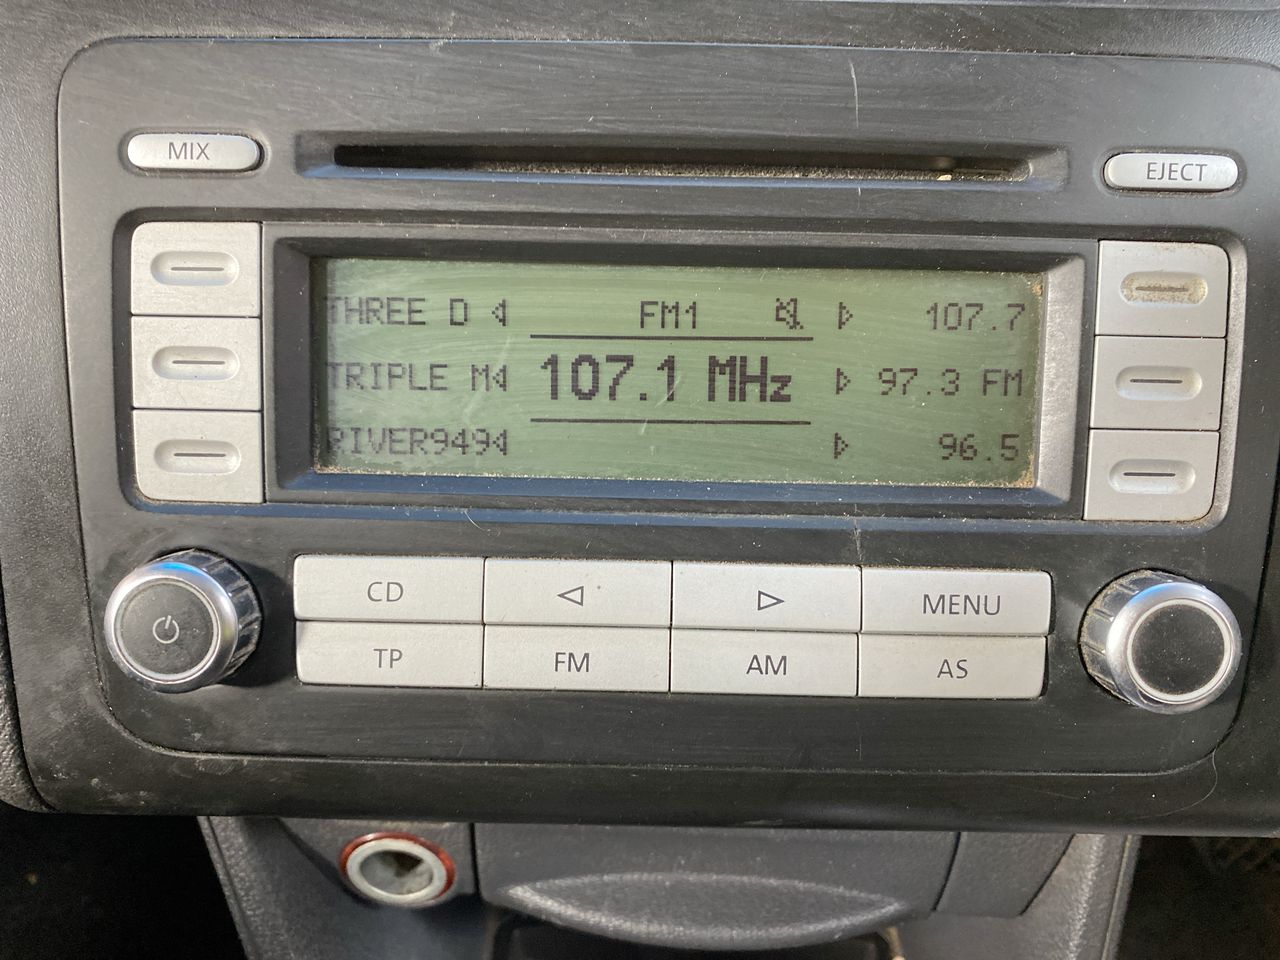 MIX
EJECT
THREE D FM1 107.7
TRIPLE M 107.1 MHz 97.3 FM
RIVER949 96.5
CD MENU
TP FM AM AS